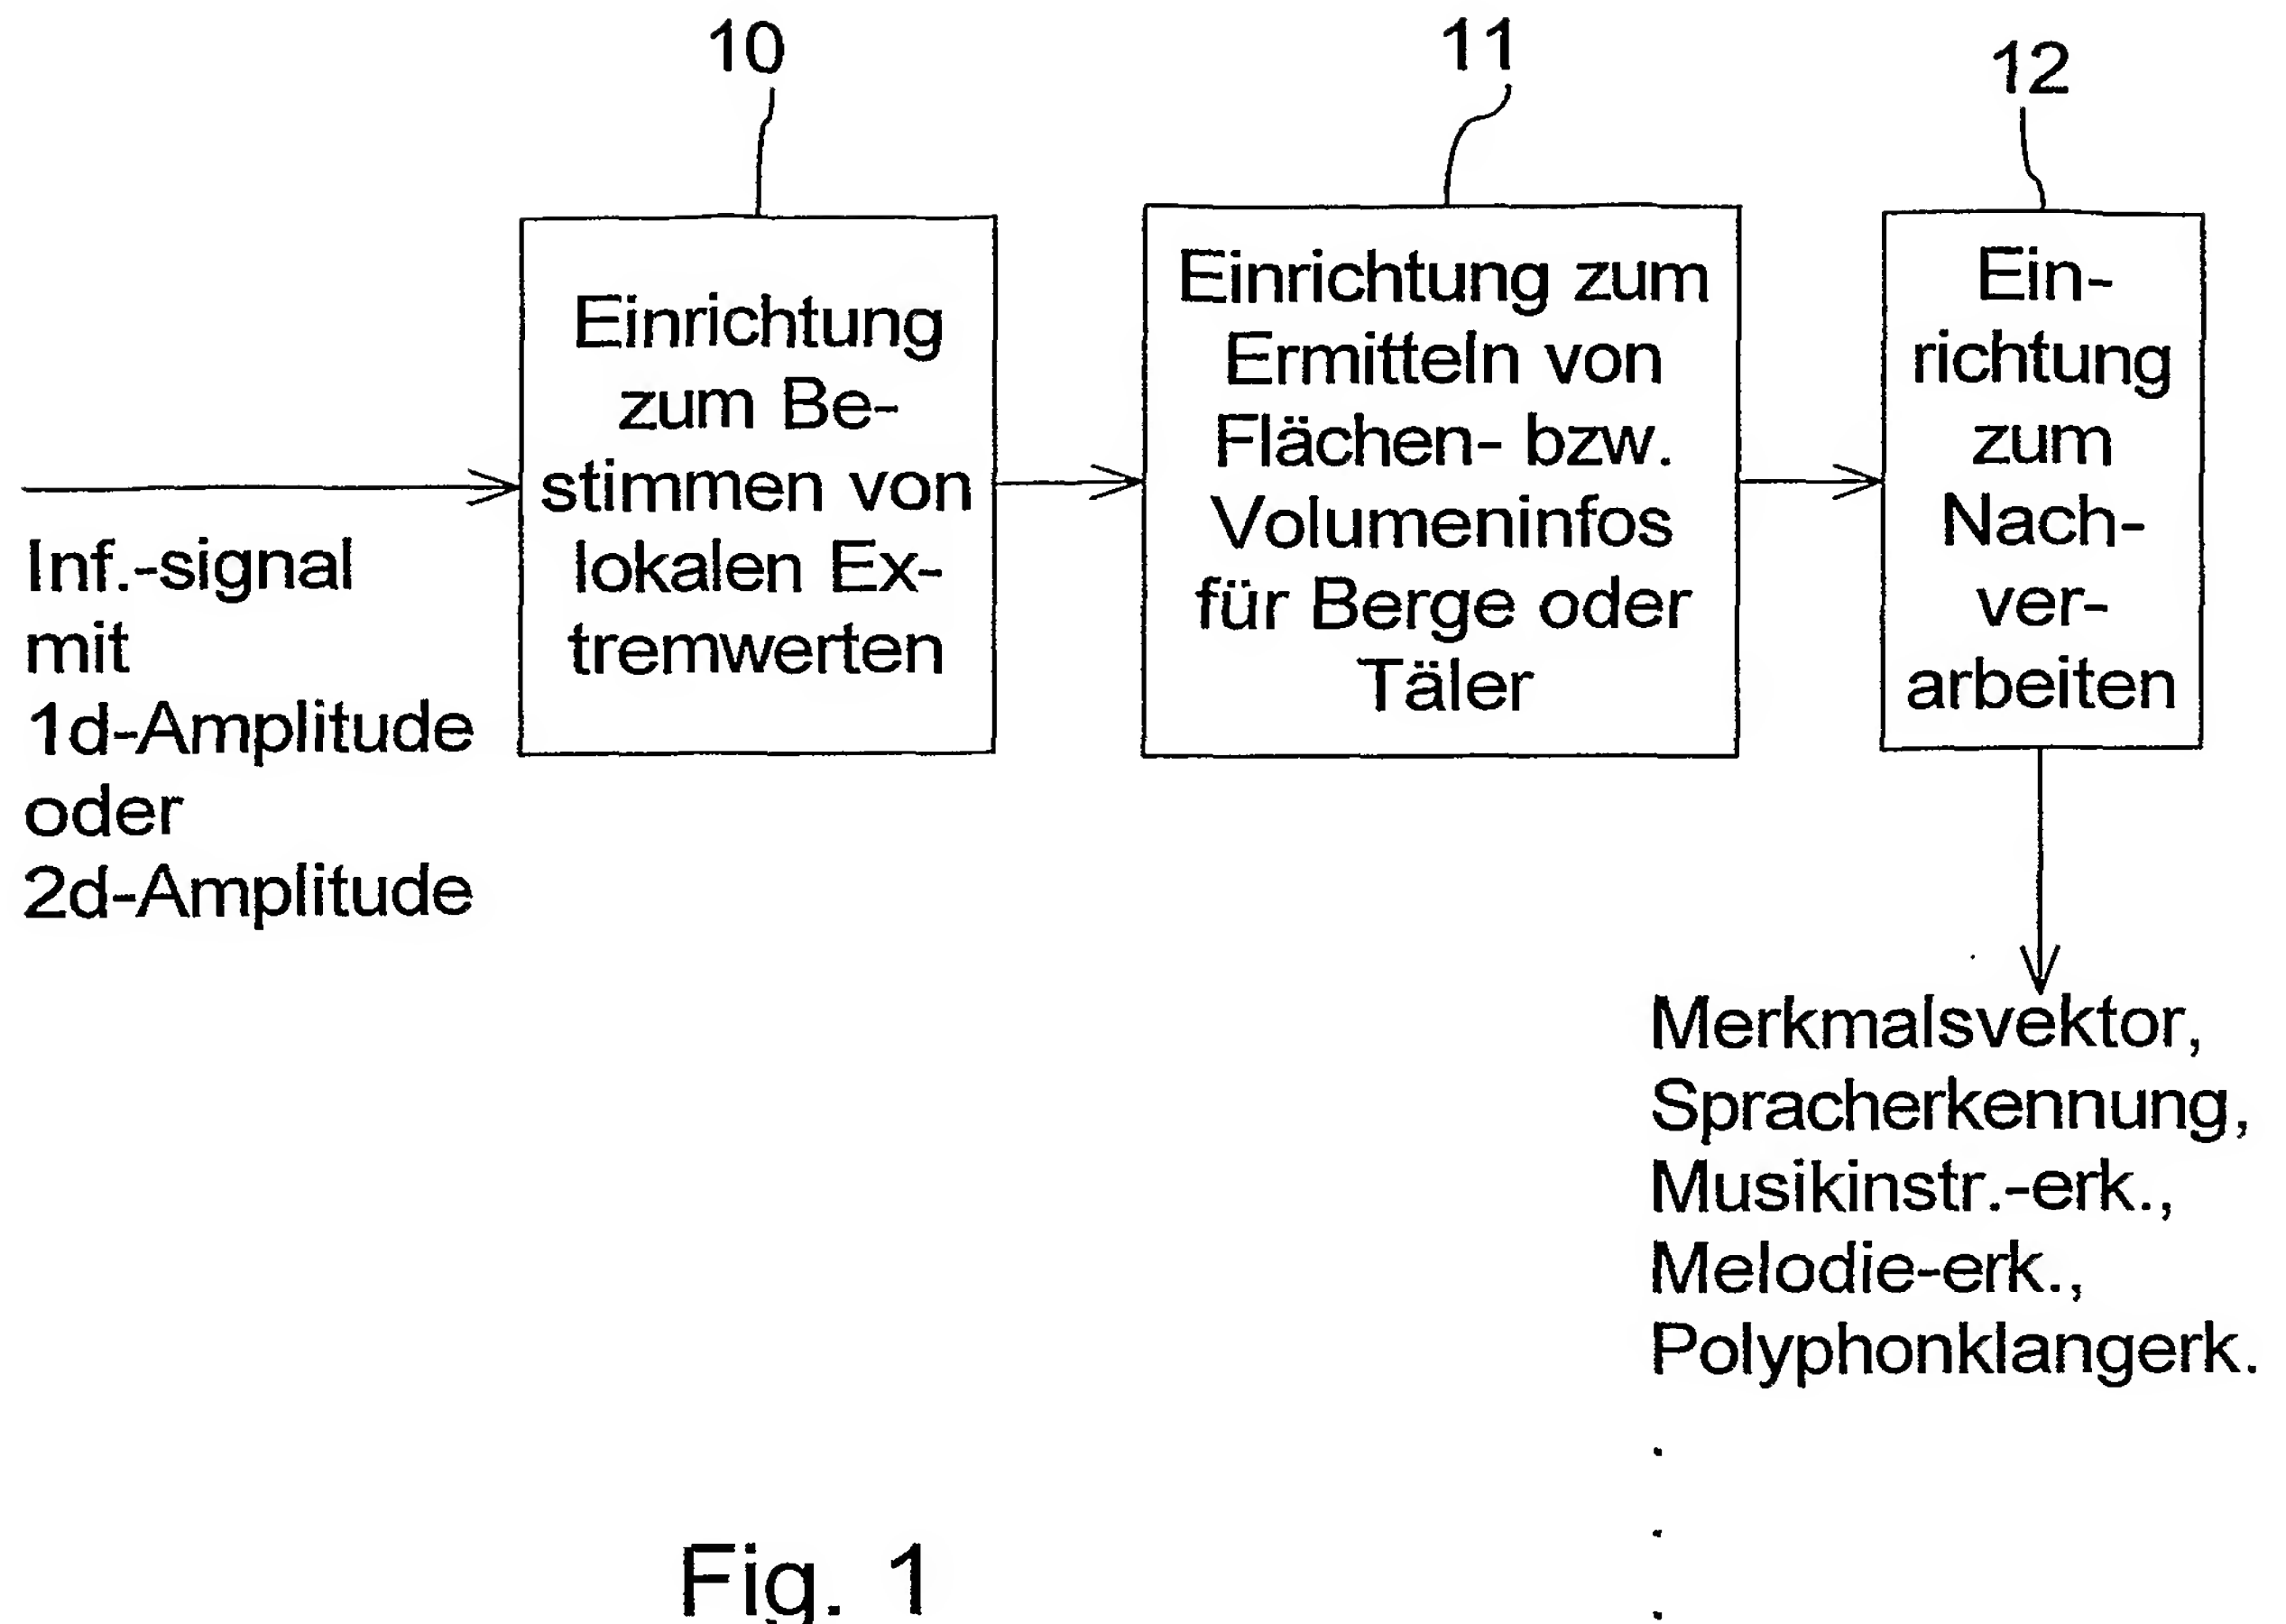 10
11
12
Einrichtung
zum Be-
stimmen von
lokalen Ex-
tremwerten
Einrichtung zum
Ermitteln von
Flächen- bzw.
Volumeninfos
für Berge oder
Täler
Ein-
richtung
zum
Nach-
ver-
arbeiten
Inf.-signal
mit
1d-Amplitude
oder
2d-Amplitude
Merkmalsvektor,
Spracherkennung,
Musikinstr.-erk.,
Melodie-erk.,
Polyphonklangerk.
.
.
.
Fig. 1